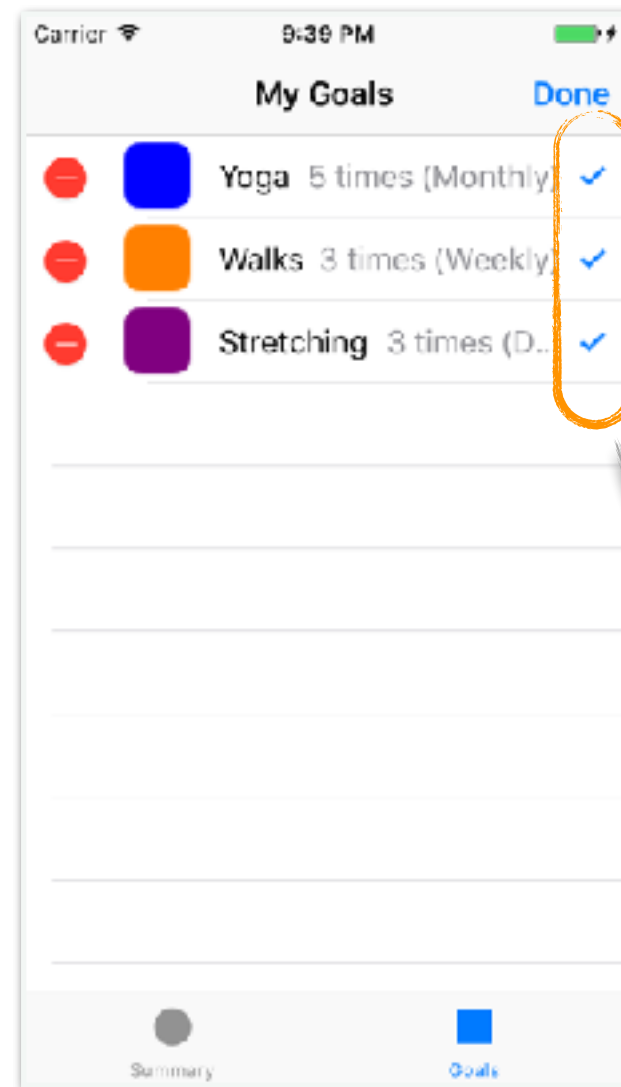 Carrier 9:39 PM
My Goals Done
Yoga 5 times (Monthly)
Walks 3 times (Weekly)
Stretching 3 times (D..
Summary Goals